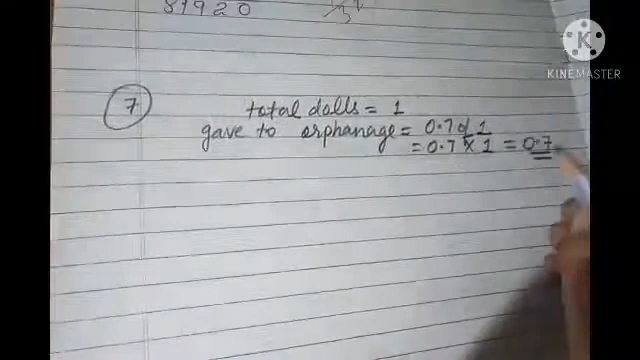 81920
KINEMASTER
7 total dolls = 1
gave to orphanage = 0.7 of 1
= 0.7 x 1 = 0.7